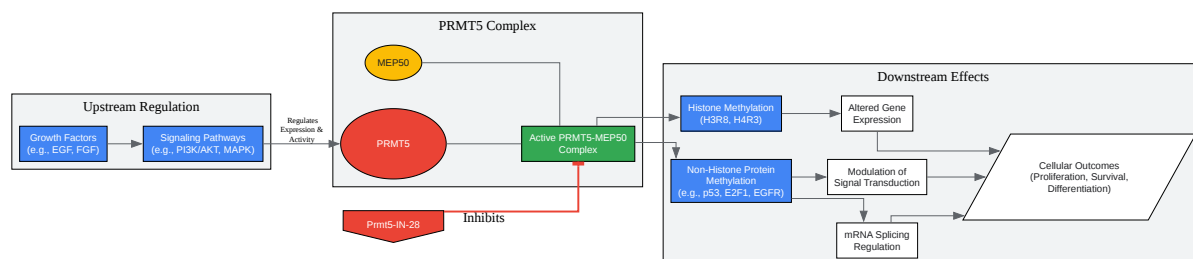 Upstream Regulation
Growth Factors
(e.g., EGF, FGF)
Signaling Pathways
(e.g., PI3K/AKT, MAPK)
Regulates
Expression &
Activity
PRMT5 Complex
MEP50
PRMT5
Active PRMT5-MEP50
Complex
Prmt5-IN-28
Inhibits
Downstream Effects
Histone Methylation
(H3R8, H4R3)
Altered Gene
Expression
Non-Histone Protein
Methylation
(e.g., p53, E2F1, EGFR)
Modulation of
Signal Transduction
mRNA Splicing
Regulation
Cellular Outcomes
(Proliferation, Survival,
Differentiation)